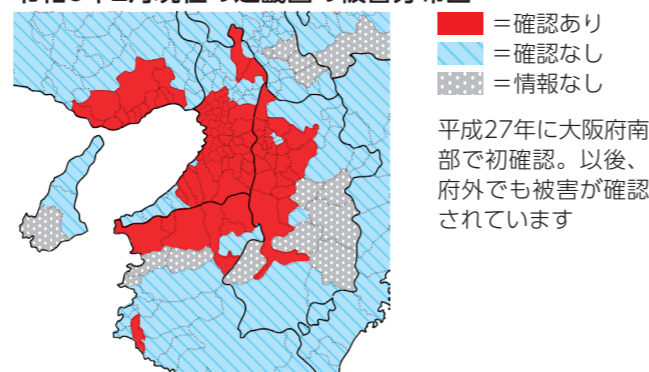 ＝確認あり
＝確認なし
＝情報なし
平成27年に大阪府南
部で初確認。以後、
府外でも被害が確認
されています